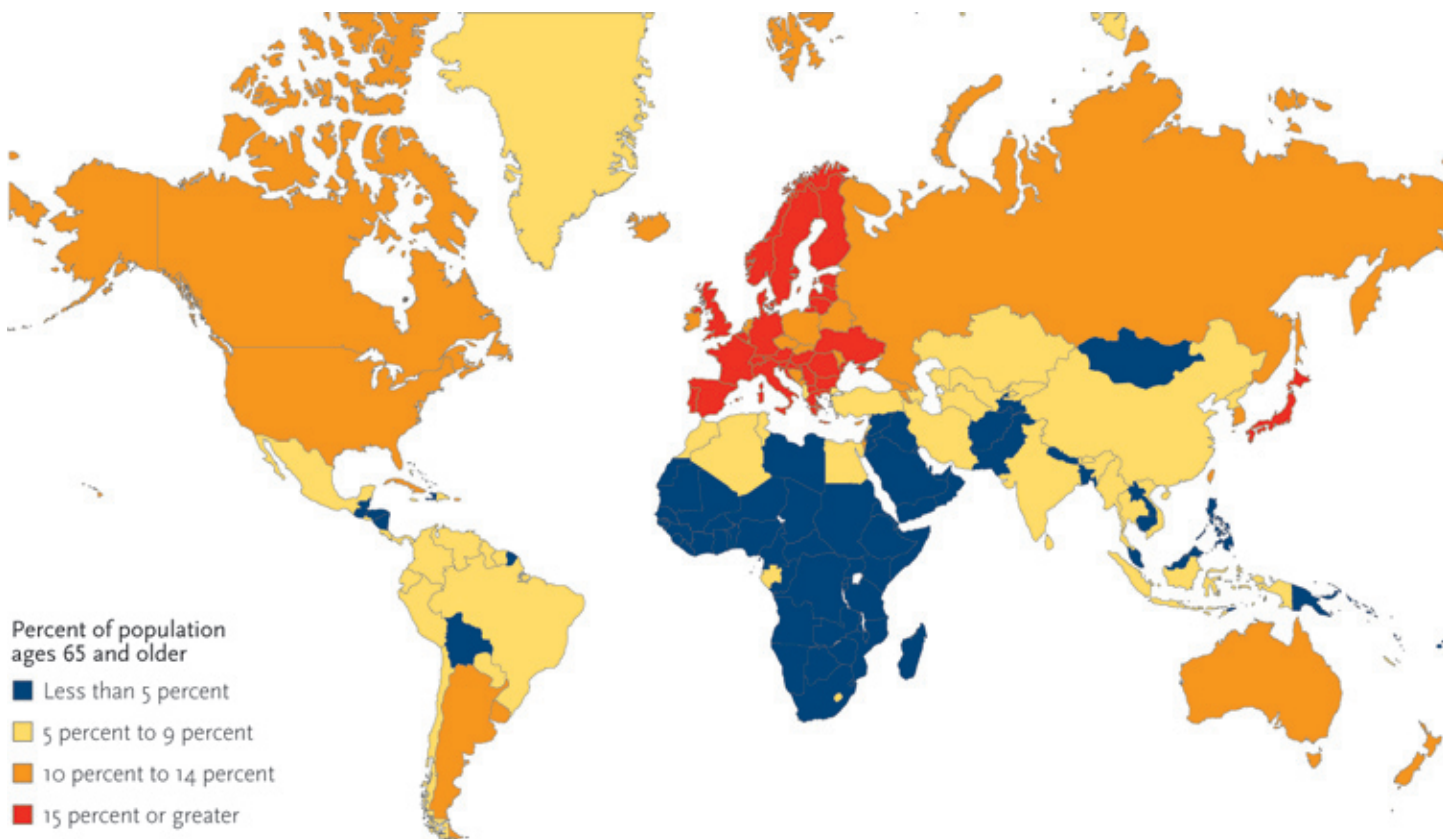 Percent of population
ages 65 and older
Less than 5 percent
5 percent to 9 percent
10 percent to 14 percent
15 percent or greater